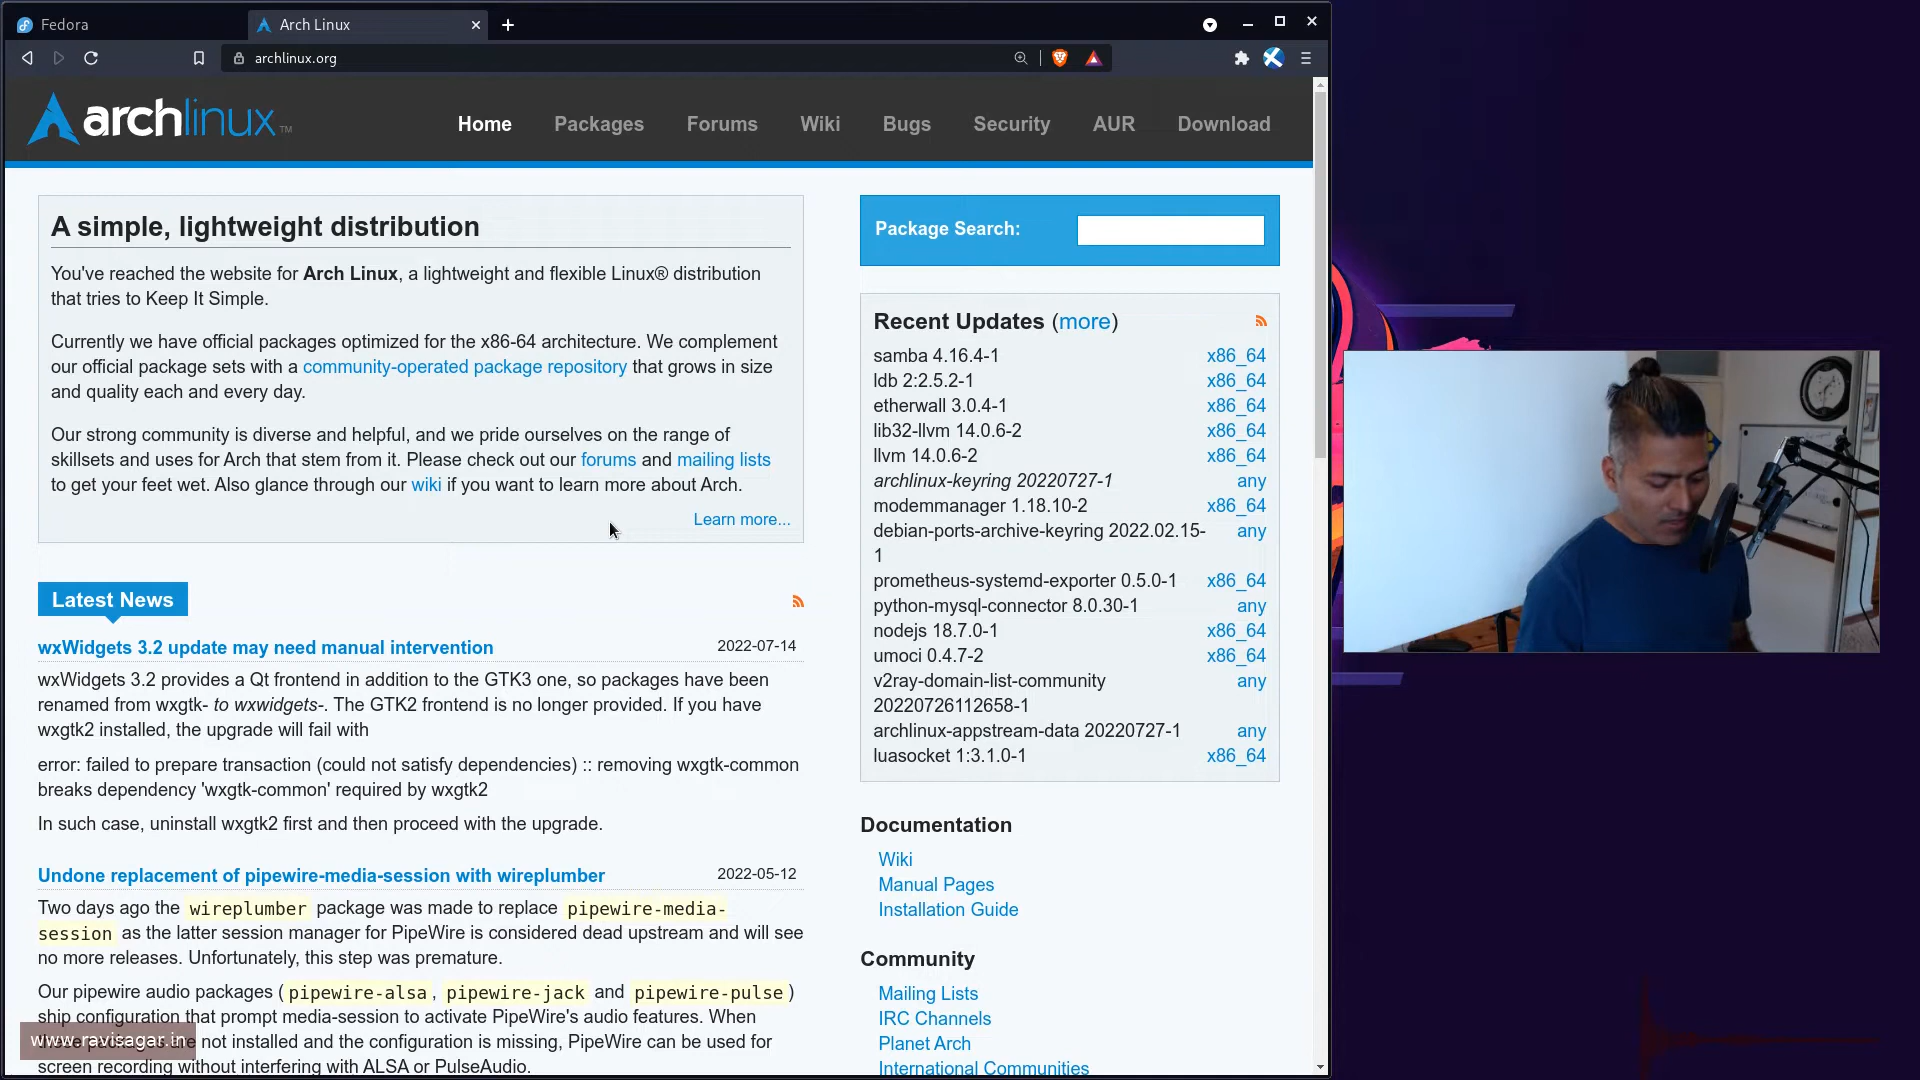 Fedora
Arch Linux
archlinux.org
archlinux™
Home Packages Forums Wiki Bugs Security AUR Download
A simple, lightweight distribution
You've reached the website for Arch Linux, a lightweight and flexible Linux® distribution
that tries to Keep It Simple.
Currently we have official packages optimized for the x86-64 architecture. We complement
our official package sets with a community-operated package repository that grows in size
and quality each and every day.
Our strong community is diverse and helpful, and we pride ourselves on the range of
skillsets and uses for Arch that stem from it. Please check out our forums and mailing lists
to get your feet wet. Also glance through our wiki if you want to learn more about Arch.
Learn more...
Latest News
wxWidgets 3.2 update may need manual intervention 2022-07-14
wxWidgets 3.2 provides a Qt frontend in addition to the GTK3 one, so packages have been
renamed from wxgtk- to wxwidgets-. The GTK2 frontend is no longer provided. If you have
wxgtk2 installed, the upgrade will fail with
error: failed to prepare transaction (could not satisfy dependencies) :: removing wxgtk-common
breaks dependency 'wxgtk-common' required by wxgtk2
In such case, uninstall wxgtk2 first and then proceed with the upgrade.
Undone replacement of pipewire-media-session with wireplumber 2022-05-12
Two days ago the wireplumber package was made to replace pipewire-media-
session as the latter session manager for PipeWire is considered dead upstream and will see
no more releases. Unfortunately, this step was premature.
Our pipewire audio packages (pipewire-alsa, pipewire-jack and pipewire-pulse)
ship configuration that prompt media-session to activate PipeWire's audio features. When
not installed and the configuration is missing, PipeWire can be used for
screen recording without interfering with ALSA or PulseAudio.
www.ravisagar.in
Package Search:
Recent Updates (more)
samba 4.16.4-1 x86_64
ldb 2:2.5.2-1 x86_64
etherwall 3.0.4-1 x86_64
lib32-llvm 14.0.6-2 x86_64
llvm 14.0.6-2 x86_64
archlinux-keyring 20220727-1 any
modemmanager 1.18.10-2 x86_64
debian-ports-archive-keyring 2022.02.15- any
1
prometheus-systemd-exporter 0.5.0-1 x86_64
python-mysql-connector 8.0.30-1 any
nodejs 18.7.0-1 x86_64
umoci 0.4.7-2 x86_64
v2ray-domain-list-community any
20220726112658-1
archlinux-appstream-data 20220727-1 any
luasocket 1:3.1.0-1 x86_64
Documentation
Wiki
Manual Pages
Installation Guide
Community
Mailing Lists
IRC Channels
Planet Arch
International Communities